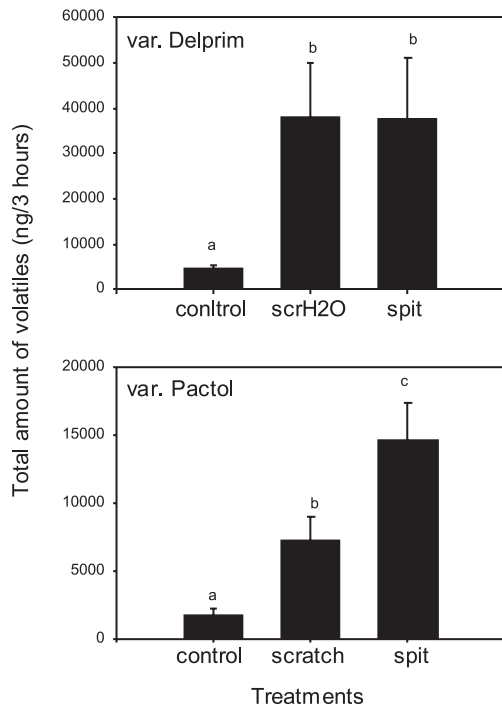 Total amount of volatiles (ng/3 hours)
var. Delprim
60000
50000
40000
30000
20000
10000
0
a
b
b
conltrol scrH2O spit
var. Pactol
20000
15000
10000
5000
0
a
b
c
control scratch spit
Treatments